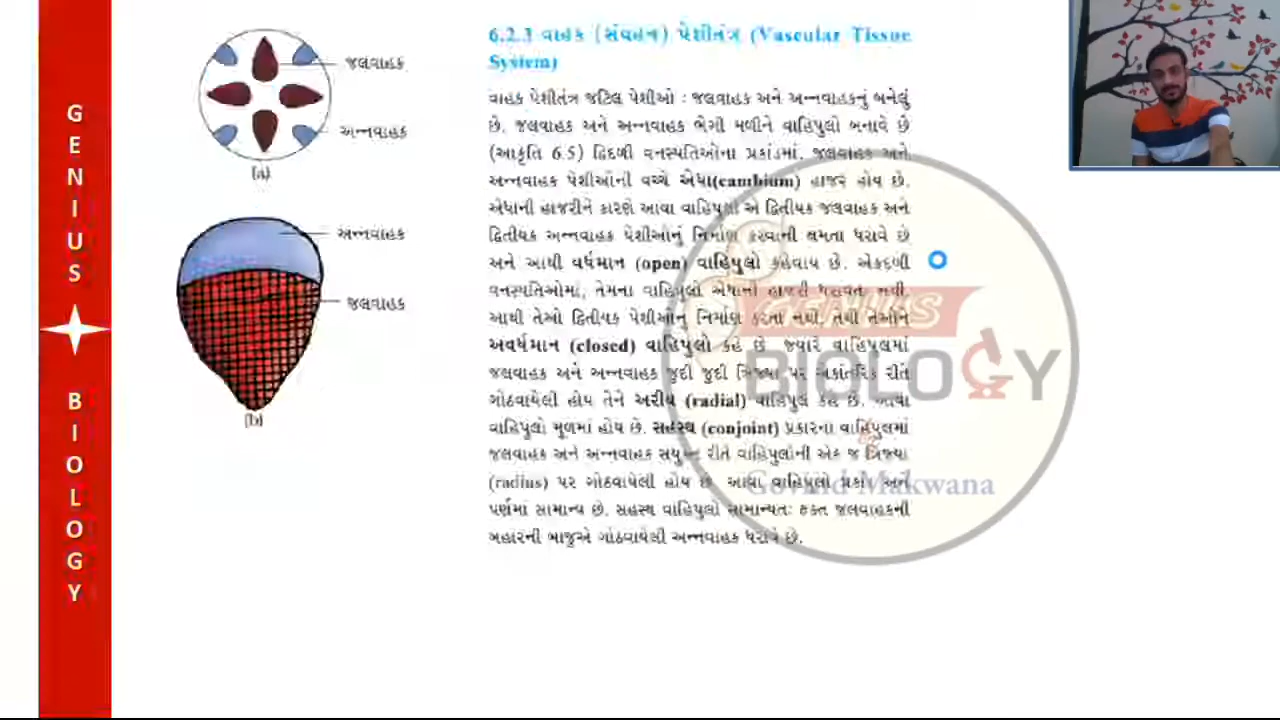 GENIUS
BIOLOGY
જલવાહક
અન્નવાહક
(a)
અન્નવાહક
જલવાહક
(b)
6.2.3 વાહક (સંવહન) પેશીતંત્ર (Vascular Tissue
System)
વાહક પેશીતંત્ર જટિલ પેશીઓ : જલવાહક અને અન્નવાહકનું બનેલું
છે. જલવાહક અને અન્નવાહક ભેગી મળીને વાહિપુલો બનાવે છે
(આકૃતિ 6.5) દ્વિદળી વનસ્પતિઓના પ્રકાંડમાં, જલવાહક અને
અન્નવાહક પેશીઓની વચ્ચે એધા(cambium) હાજર હોય છે.
એધાની હાજરીને કારણે આવા વાહિપુલો એ દ્વિતીયક જલવાહક અને
દ્વિતીયક અન્નવાહક પેશીઓનું નિર્માણ કરવાની ક્ષમતા ધરાવે છે
અને આથી વર્ધમાન (open) વાહિપુલો કહેવાય છે. એકદળી
વનસ્પતિઓમાં, તેમના વાહિપુલો એધાની હાજરી ધરાવતા નથી.
આથી તેઓ દ્વિતીયક પેશીઓનું નિર્માણ કરતા નથી, તેથી તેઓને
અવર્ધમાન (closed) વાહિપુલો કહે છે જ્યારે વાહિપુલમાં
જલવાહક અને અન્નવાહક જુદી જુદી ત્રિજ્યા પર એકાંતરિક રીતે
ગોઠવાયેલી હોય તેને અરીય (radial) વાહિપુલ કહે છે. આવા
વાહિપુલો મુળમાં હોય છે. સહસ્થ (conjoint) પ્રકારના વાહિપુલમાં
જલવાહક અને અન્નવાહક સંયુક્ત રીતે વાહિપુલોની એક જ ત્રિજ્યા
(radius) પર ગોઠવાયેલી હોય છે. આવા વાહિપુલો પ્રકાંડ અને
પર્ણમાં સામાન્ય છે. સહસ્થ વાહિપુલો સામાન્યતઃ ફક્ત જલવાહકની
બહારની બાજુએ ગોઠવાયેલી અન્નવાહક ધરાવે છે.
GENIUS
BIOLOGY
Govind Makwana